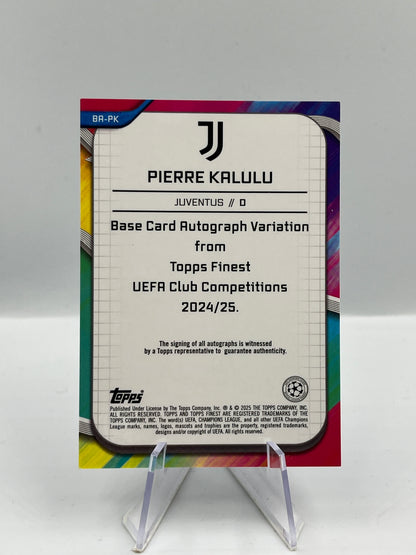 BA-PK
PIERRE KALULU
JUVENTUS // D
Base Card Autograph Variation
from
Topps Finest
UEFA Club Competitions
2024/25.
The signing of all autographs is witnessed
by a Topps representative to guarantee authenticity.
Topps
Published Under License by The Topps Company, Inc. ® & © 2025 THE TOPPS COMPANY, INC.
ALL RIGHTS RESERVED. TOPPS AND TOPPS FINEST ARE REGISTERED TRADEMARKS OF THE
TOPPS COMPANY, INC. The word(s) UEFA, CHAMPIONS LEAGUE, and all other UEFA Champions
League marks, names, logos, mascots and trophies are the property, registered trademarks,
designs and/or copyright of UEFA. All rights reserved.